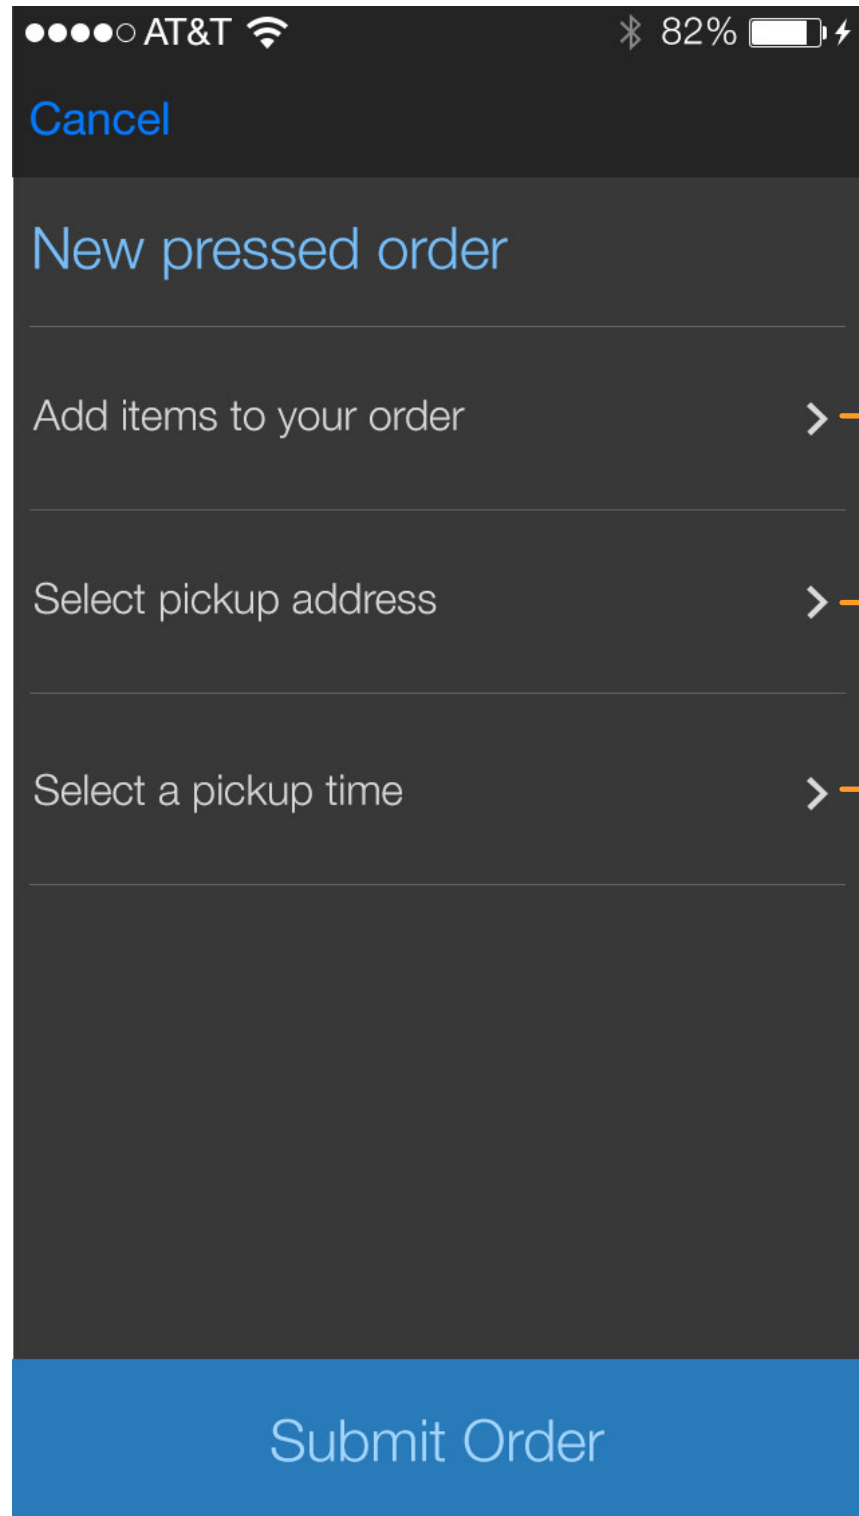 AT&T 82%
Cancel
New pressed order
Add items to your order
Select pickup address
Select a pickup time
Submit Order